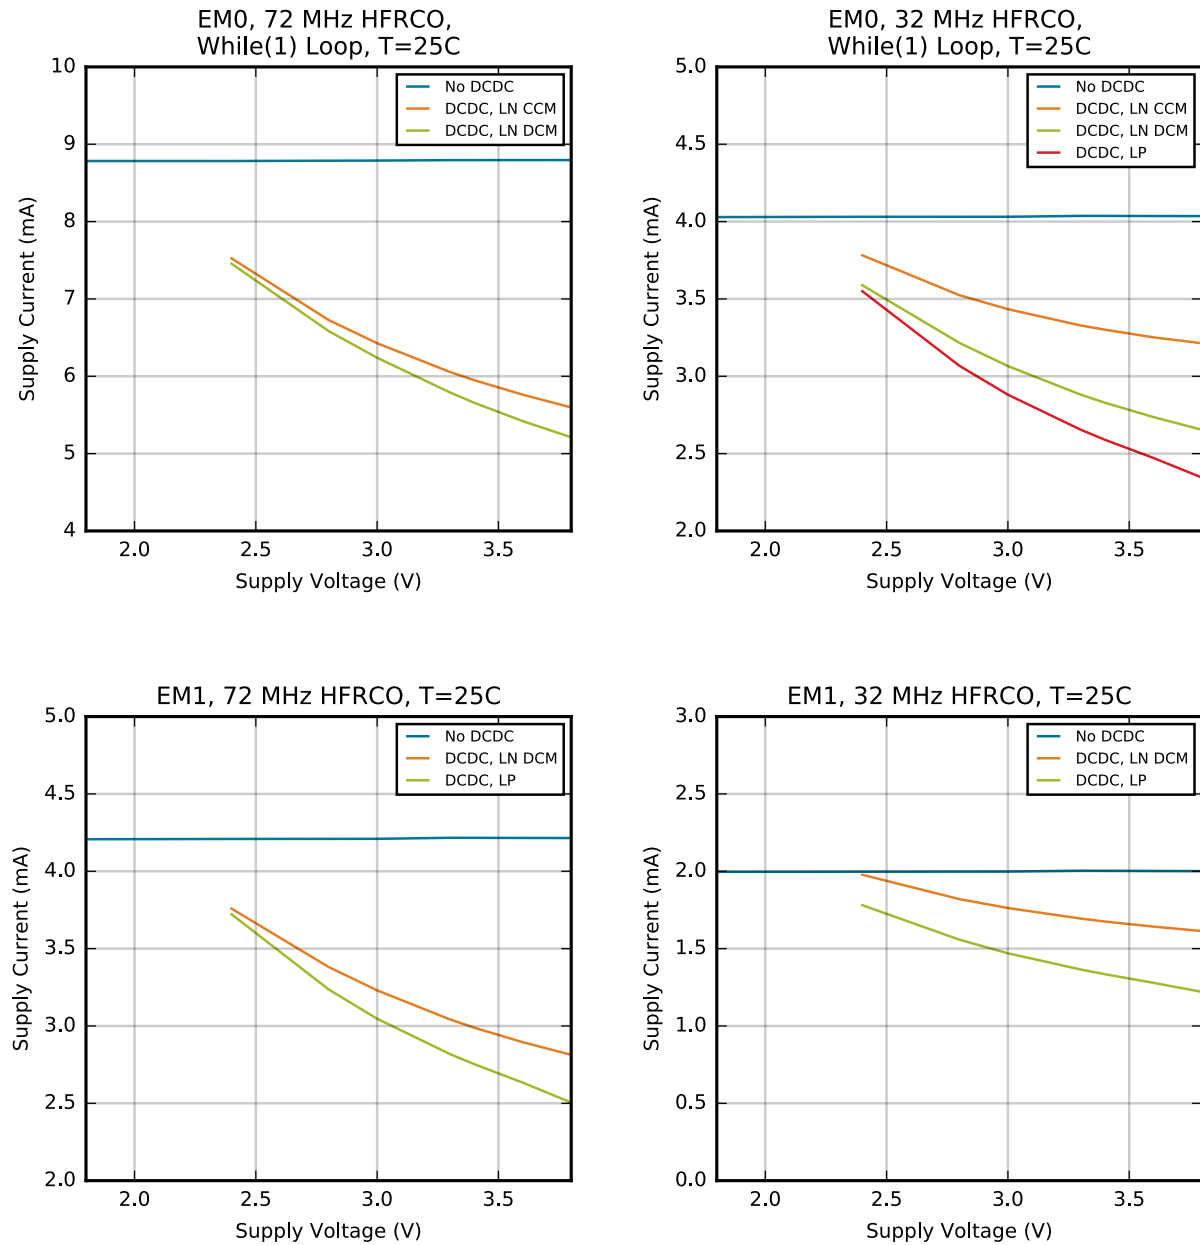 EM0, 72 MHz HFRCO,
While(1) Loop, T=25C
10
9
8
7
6
5
4
Supply Current (mA)
No DCDC
DCDC, LN CCM
DCDC, LN DCM
2.0 2.5 3.0 3.5
Supply Voltage (V)
EM0, 32 MHz HFRCO,
While(1) Loop, T=25C
5.0
4.5
4.0
3.5
3.0
2.5
2.0
Supply Current (mA)
No DCDC
DCDC, LN CCM
DCDC, LN DCM
DCDC, LP
2.0 2.5 3.0 3.5
Supply Voltage (V)
EM1, 72 MHz HFRCO, T=25C
5.0
4.5
4.0
3.5
3.0
2.5
2.0
Supply Current (mA)
No DCDC
DCDC, LN DCM
DCDC, LP
2.0 2.5 3.0 3.5
Supply Voltage (V)
EM1, 32 MHz HFRCO, T=25C
3.0
2.5
2.0
1.5
1.0
0.5
0.0
Supply Current (mA)
No DCDC
DCDC, LN DCM
DCDC, LP
2.0 2.5 3.0 3.5
Supply Voltage (V)